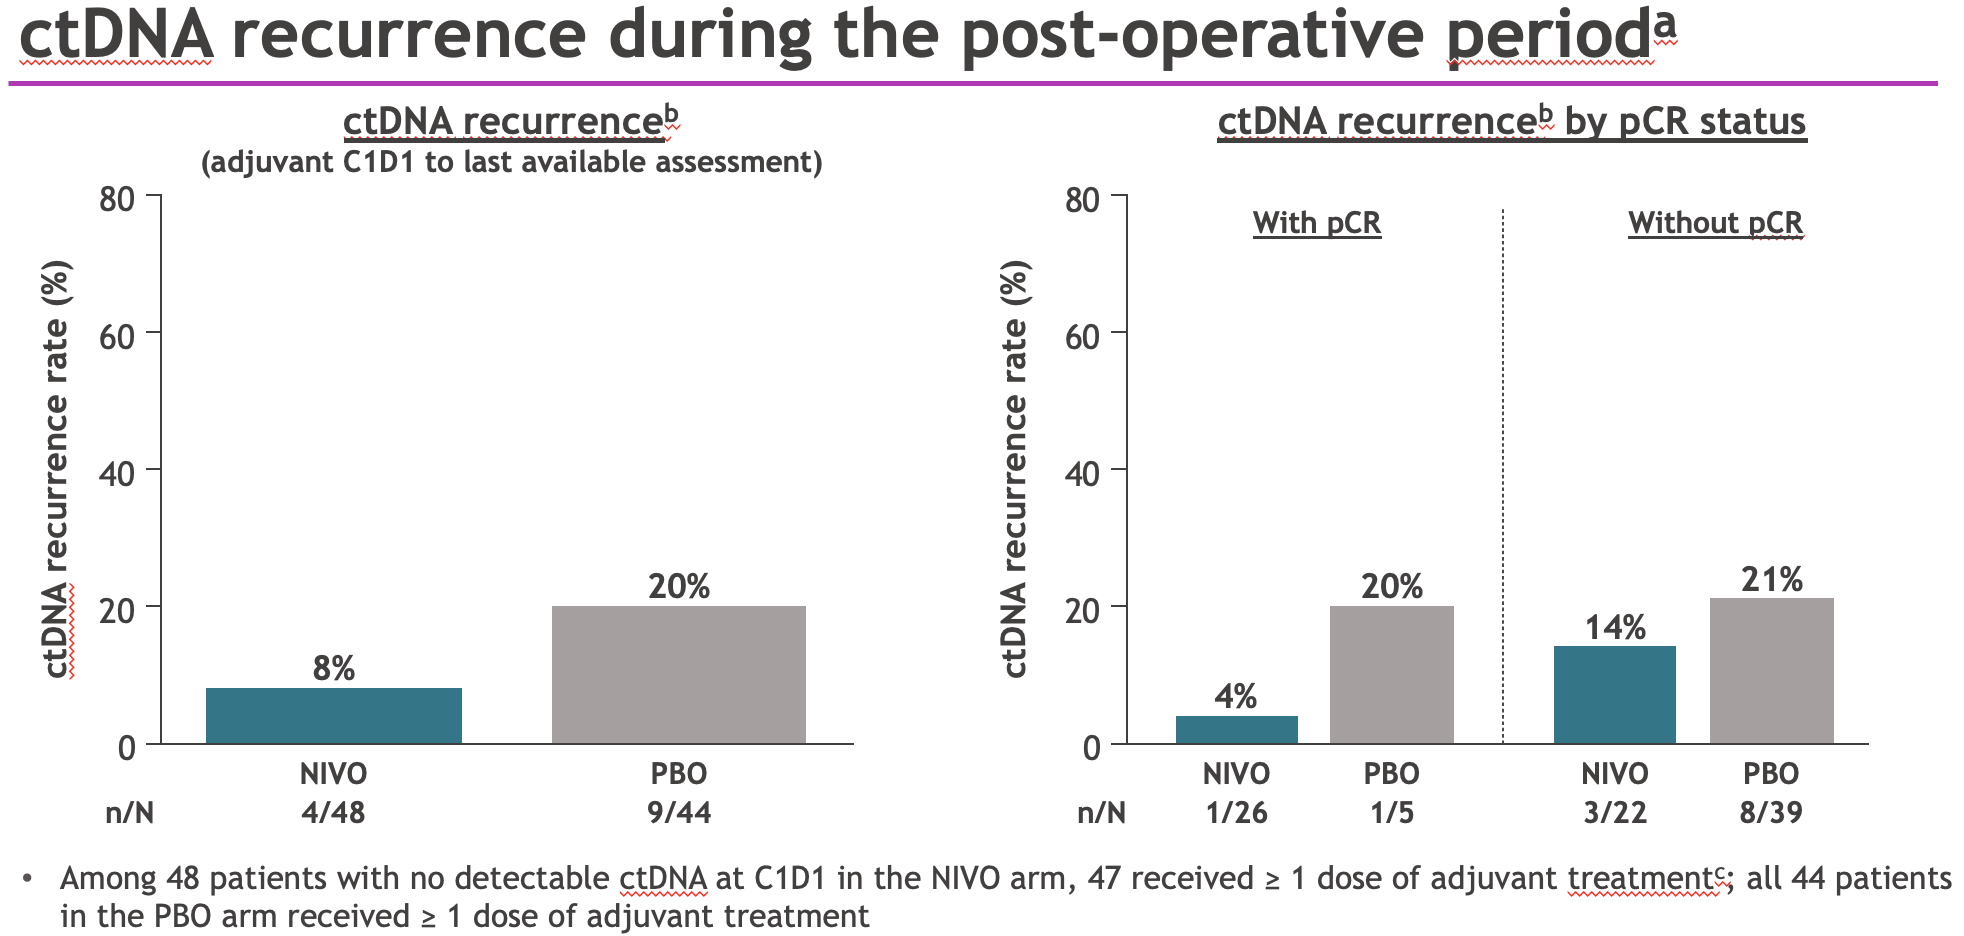 ctDNA recurrence during the post-operative periodᵃ
ctDNA recurrenceᵇ
(adjuvant C1D1 to last available assessment)
ctDNA recurrence rate (%)
80
60
40
20
0
8%
20%
NIVO PBO
n/N 4/48 9/44
ctDNA recurrenceᵇ by pCR status
ctDNA recurrence rate (%)
80
60
40
20
0
With pCR Without pCR
4% 20% 14% 21%
NIVO PBO NIVO PBO
n/N 1/26 1/5 3/22 8/39
• Among 48 patients with no detectable ctDNA at C1D1 in the NIVO arm, 47 received ≥ 1 dose of adjuvant treatmentᶜ; all 44 patients
in the PBO arm received ≥ 1 dose of adjuvant treatment